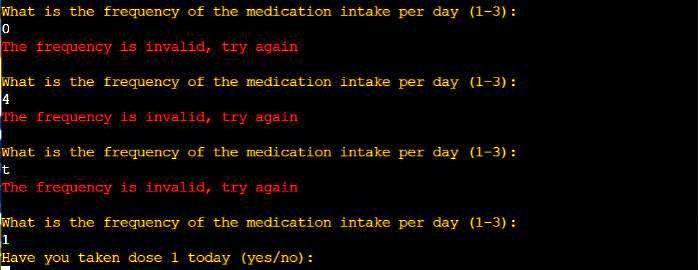 What is the frequency of the medication intake per day (1-3):
0
The frequency is invalid, try again
What is the frequency of the medication intake per day (1-3):
4
The frequency is invalid, try again
What is the frequency of the medication intake per day (1-3):
t
The frequency is invalid, try again
What is the frequency of the medication intake per day (1-3):
1
Have you taken dose 1 today (yes/no):